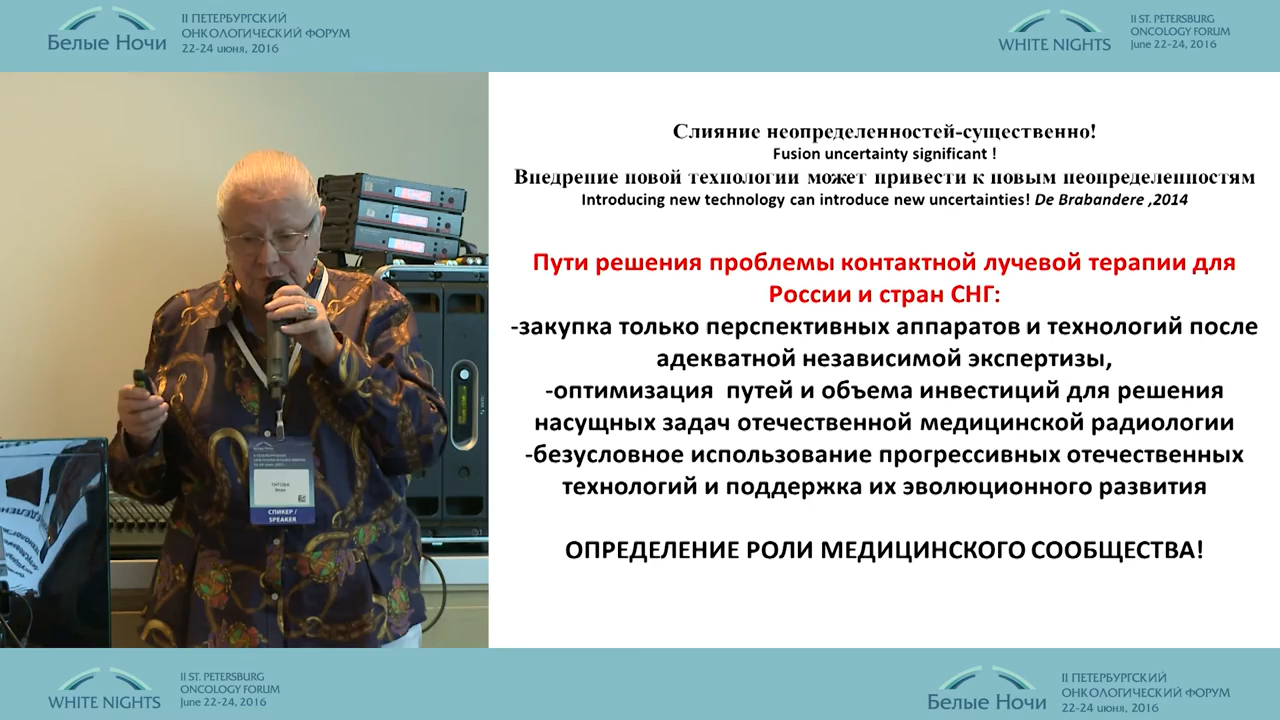 Белые Ночи
II ПЕТЕРБУРГСКИЙ
ОНКОЛОГИЧЕСКИЙ ФОРУМ
22-24 июня, 2016
WHITE NIGHTS
II ST. PETERSBURG
ONCOLOGY FORUM
June 22-24, 2016
Слияние неопределенностей-существенно!
Fusion uncertainty significant !
Внедрение новой технологии может привести к новым неопределенностям
Introducing new technology can introduce new uncertainties! De Brabandere ,2014
Пути решения проблемы контактной лучевой терапии для
России и стран СНГ:
-закупка только перспективных аппаратов и технологий после
адекватной независимой экспертизы,
-оптимизация путей и объема инвестиций для решения
насущных задач отечественной медицинской радиологии
-безусловное использование прогрессивных отечественных
технологий и поддержка их эволюционного развития
ОПРЕДЕЛЕНИЕ РОЛИ МЕДИЦИНСКОГО СООБЩЕСТВА!
СПИКЕР /
SPEAKER
WHITE NIGHTS
II ST. PETERSBURG
ONCOLOGY FORUM
June 22-24, 2016
Белые Ночи
II ПЕТЕРБУРГСКИЙ
ОНКОЛОГИЧЕСКИЙ ФОРУМ
22-24 июня, 2016